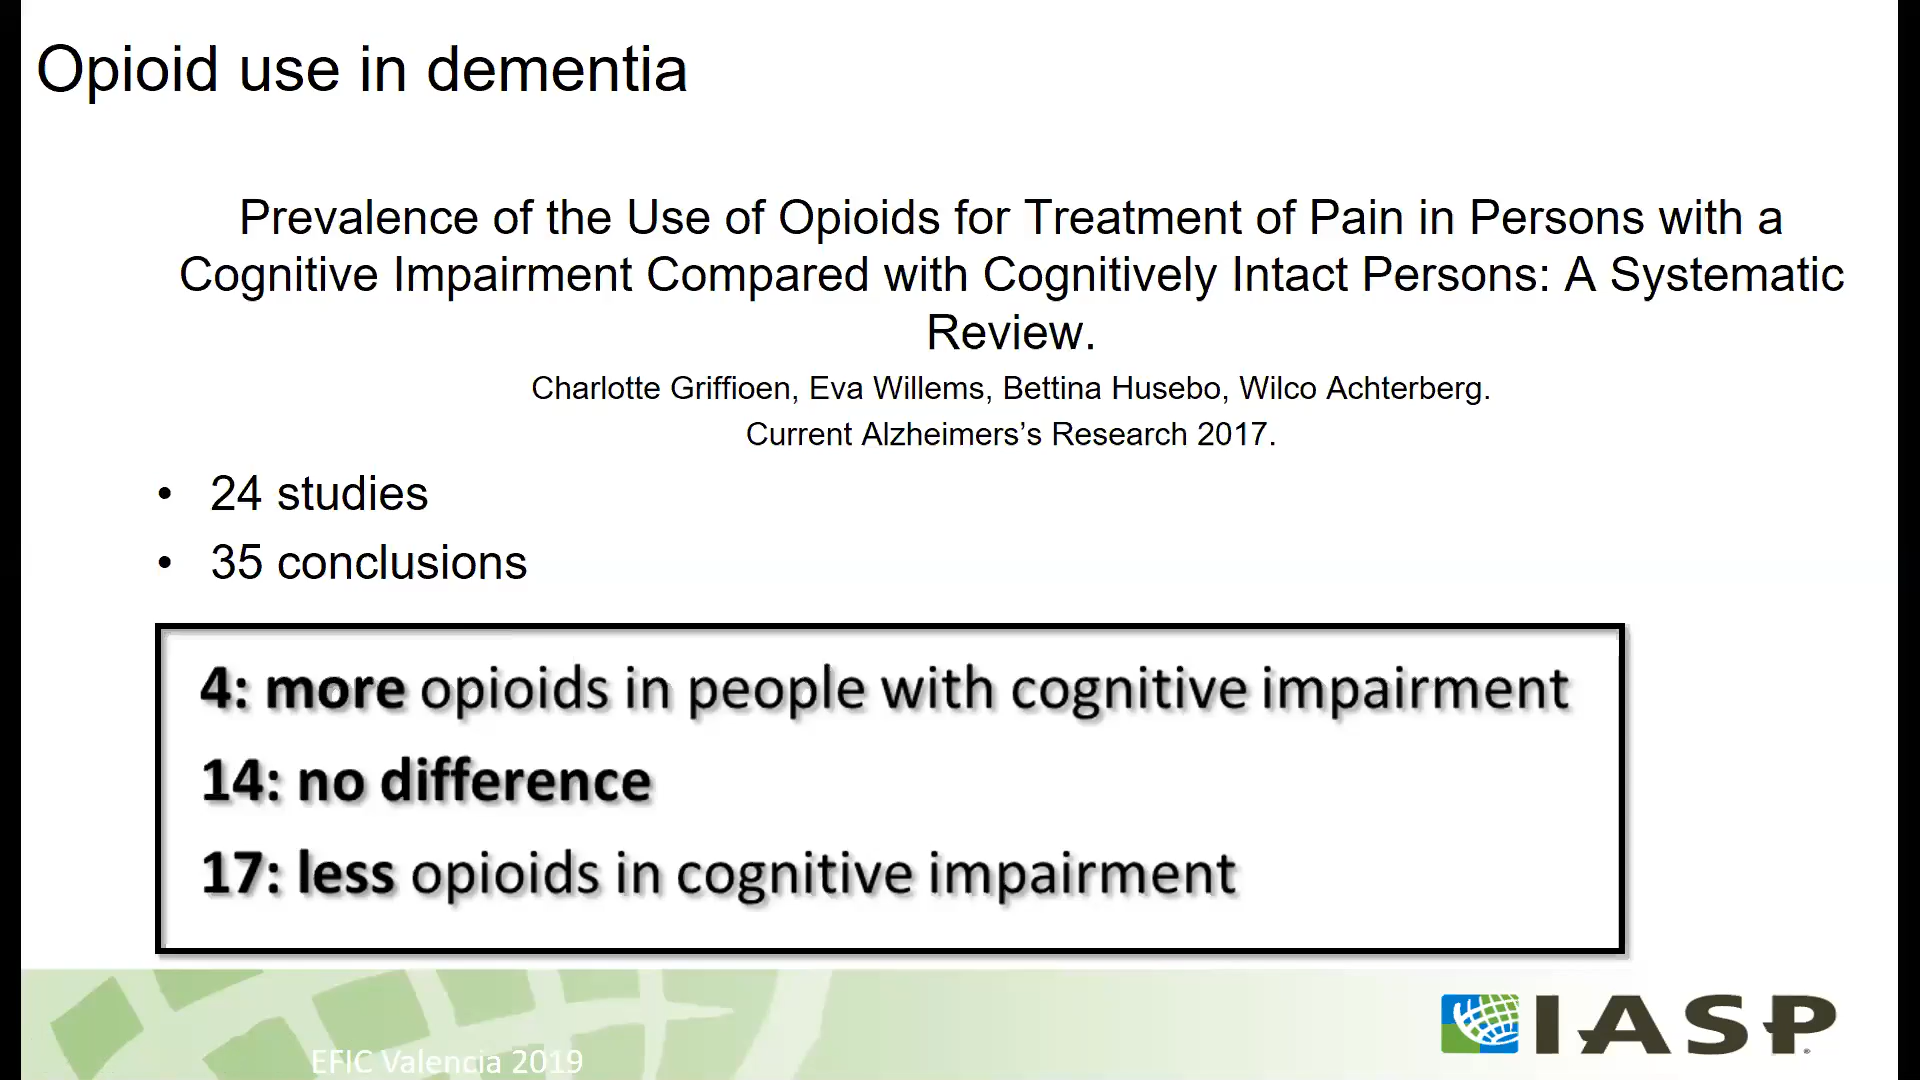 Opioid use in dementia
Prevalence of the Use of Opioids for Treatment of Pain in Persons with a
Cognitive Impairment Compared with Cognitively Intact Persons: A Systematic
Review.
Charlotte Griffioen, Eva Willems, Bettina Husebo, Wilco Achterberg.
Current Alzheimers’s Research 2017.
• 24 studies
• 35 conclusions
4: more opioids in people with cognitive impairment
14: no difference
17: less opioids in cognitive impairment
EFIC Valencia 2019
IASP®